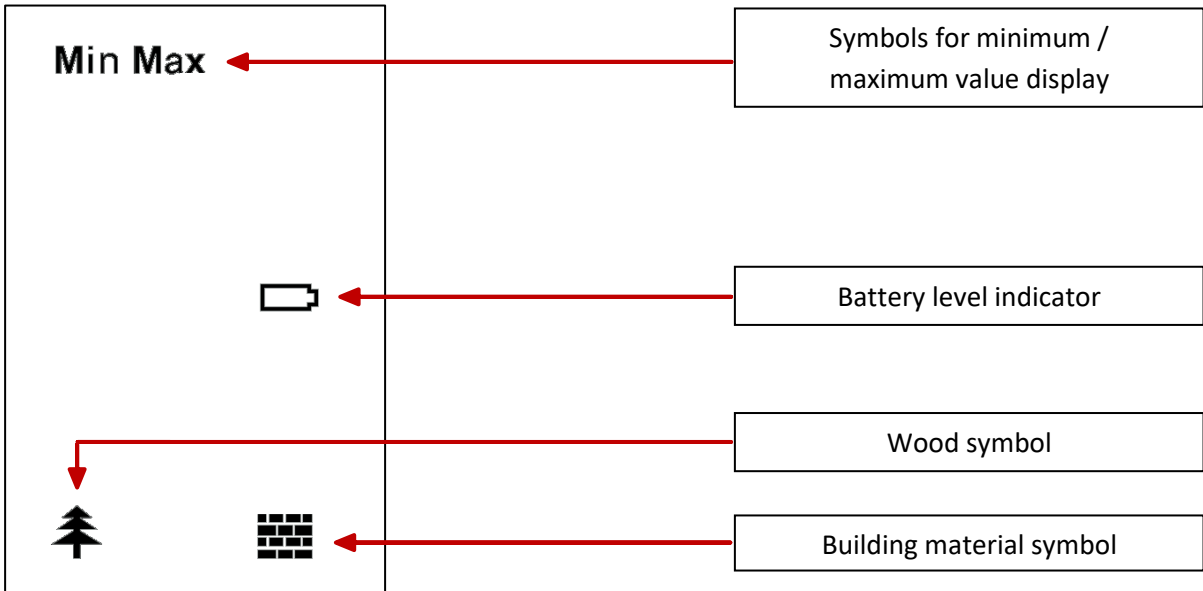 Min Max
Symbols for minimum /
maximum value display
Battery level indicator
Wood symbol
Building material symbol